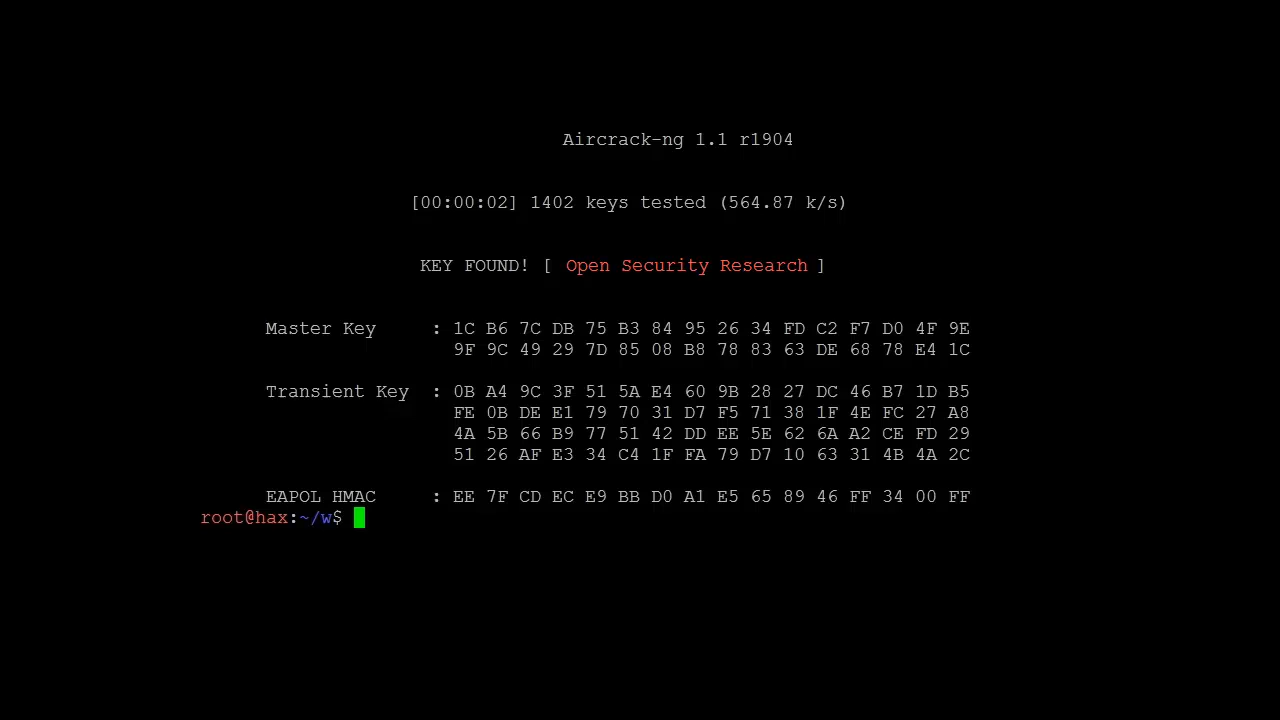 Aircrack-ng 1.1 r1904
[00:00:02] 1402 keys tested (564.87 k/s)
KEY FOUND! [ Open Security Research ]
Master Key : 1C B6 7C DB 75 B3 84 95 26 34 FD C2 F7 D0 4F 9E
9F 9C 49 29 7D 85 08 B8 78 83 63 DE 68 78 E4 1C
Transient Key : 0B A4 9C 3F 51 5A E4 60 9B 28 27 DC 46 B7 1D B5
FE 0B DE E1 79 70 31 D7 F5 71 38 1F 4E FC 27 A8
4A 5B 66 B9 77 51 42 DD EE 5E 62 6A A2 CE FD 29
51 26 AF E3 34 C4 1F FA 79 D7 10 63 31 4B 4A 2C
EAPOL HMAC : EE 7F CD EC E9 BB D0 A1 E5 65 89 46 FF 34 00 FF
root@hax:~/w$